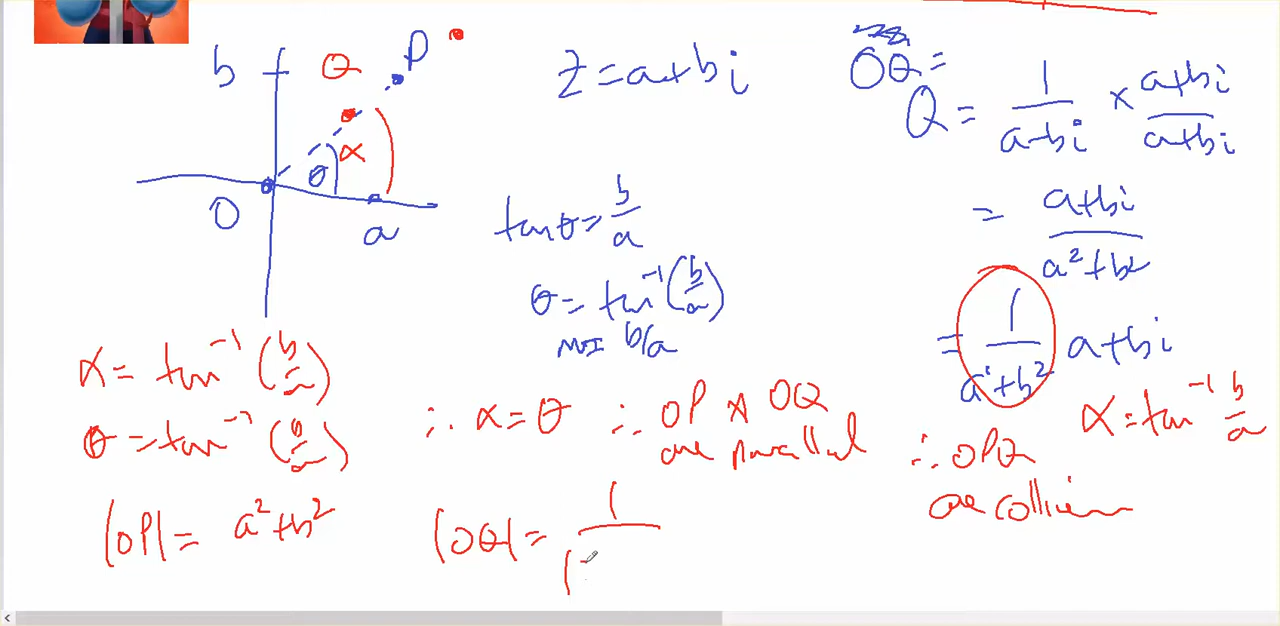 b
Q
P
z = a + bi
θ
α
O
a
tan θ = b/a
θ = tan⁻¹(b/a)
b/a
OQ =
Q = 1/(a-bi) × (a+bi)/(a+bi)
= (a+bi)/(a²+b²)
= 1/(a²+b²) a+bi
α = tan⁻¹ b/a
α = tan⁻¹(b/a)
θ = tan⁻¹(b/a)
∴ α = θ
∴ OP & OQ
are parallel
∴ OPQ
are
|OP| = a²+b²
|OQ| = 1/